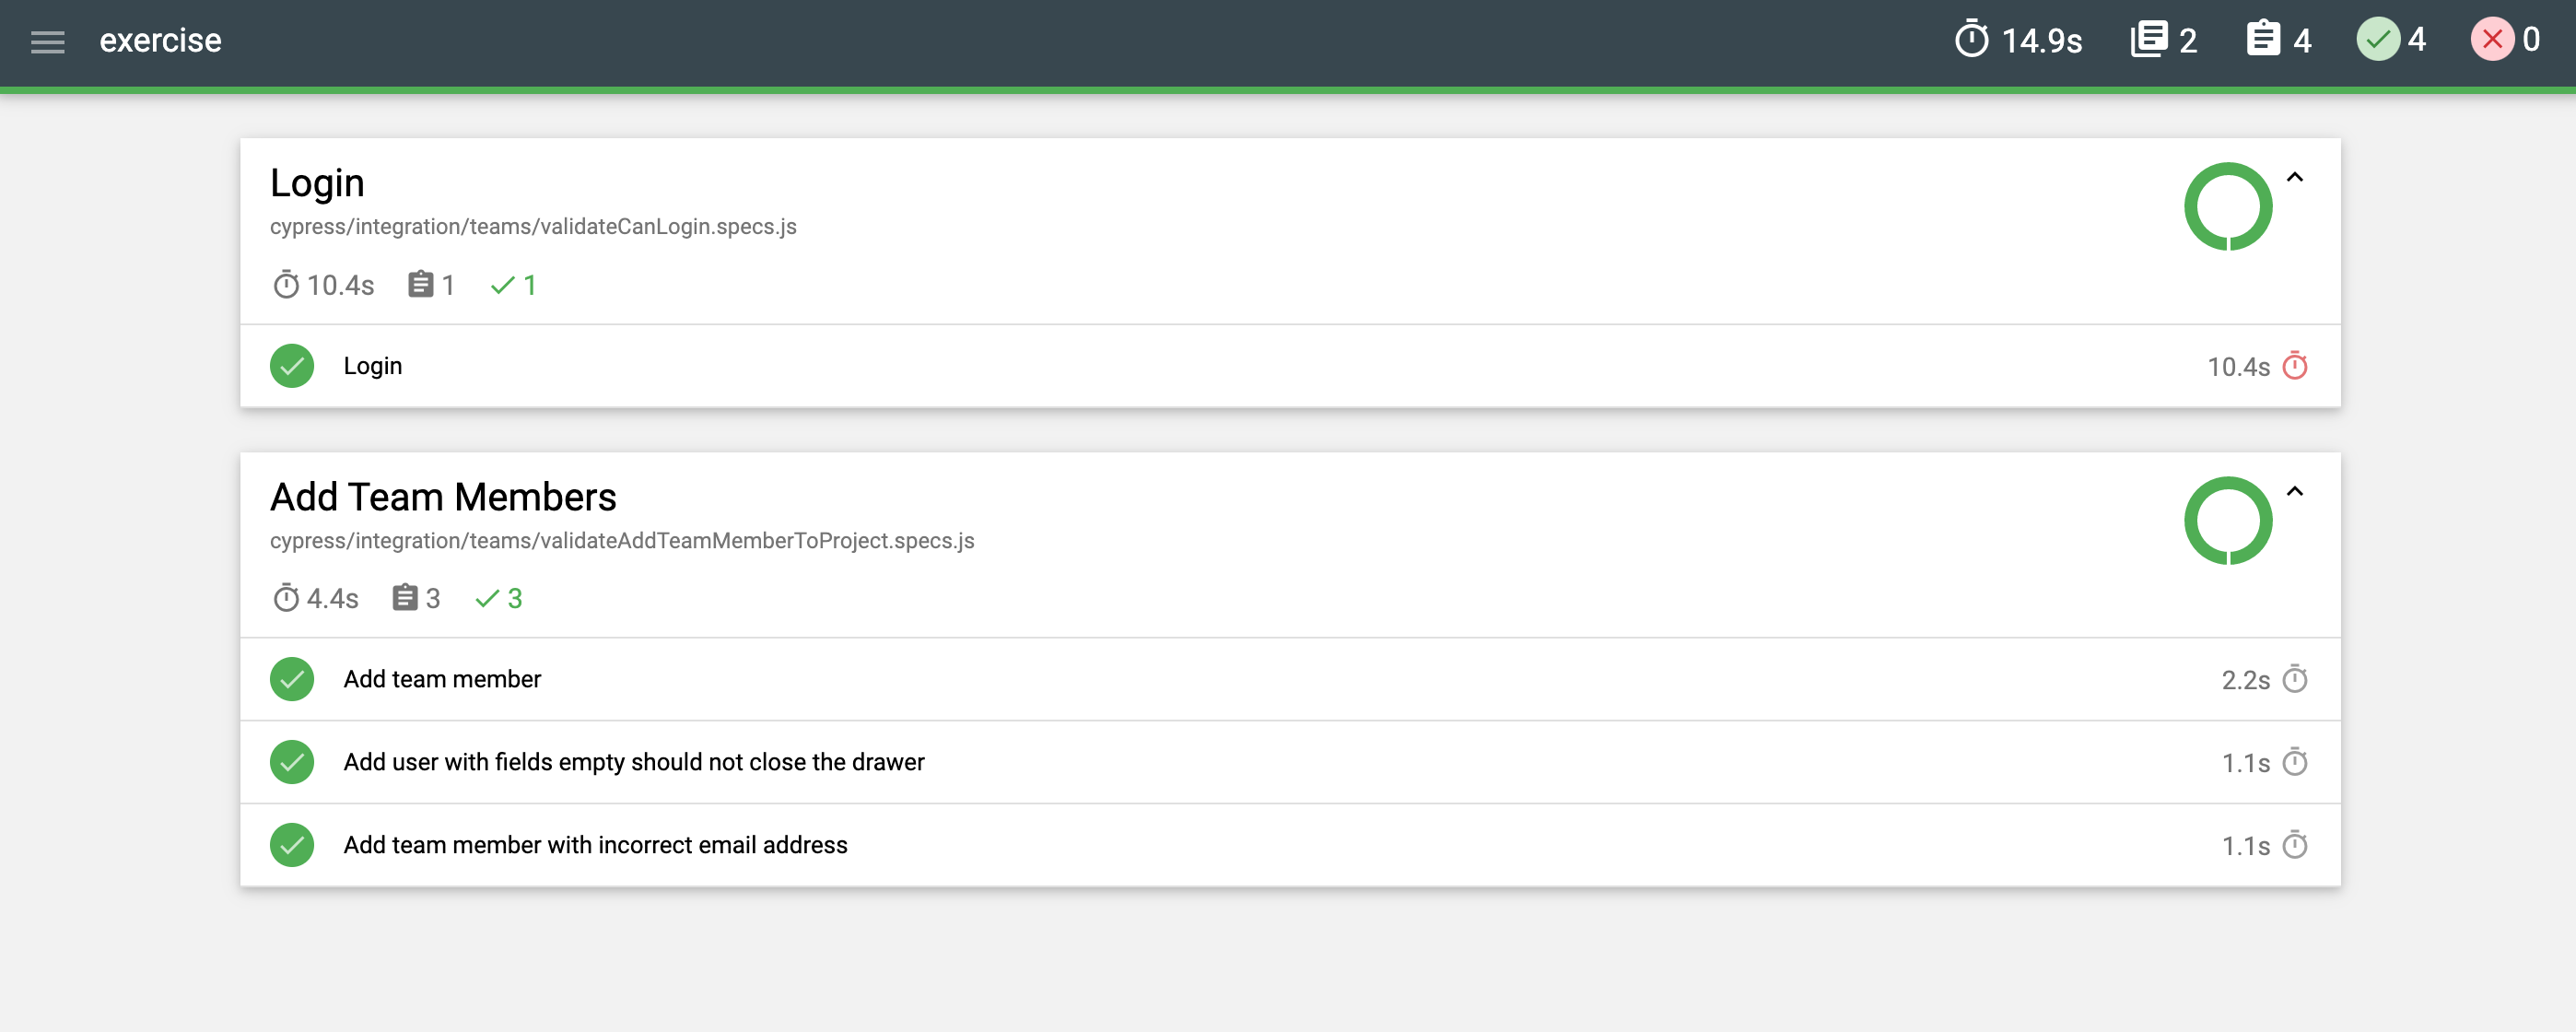 exercise 14.9s 2 4 4 0
Login
cypress/integration/teams/validateCanLogin.specs.js
10.4s 1 1
Login 10.4s
Add Team Members
cypress/integration/teams/validateAddTeamMemberToProject.specs.js
4.4s 3 3
Add team member 2.2s
Add user with fields empty should not close the drawer 1.1s
Add team member with incorrect email address 1.1s